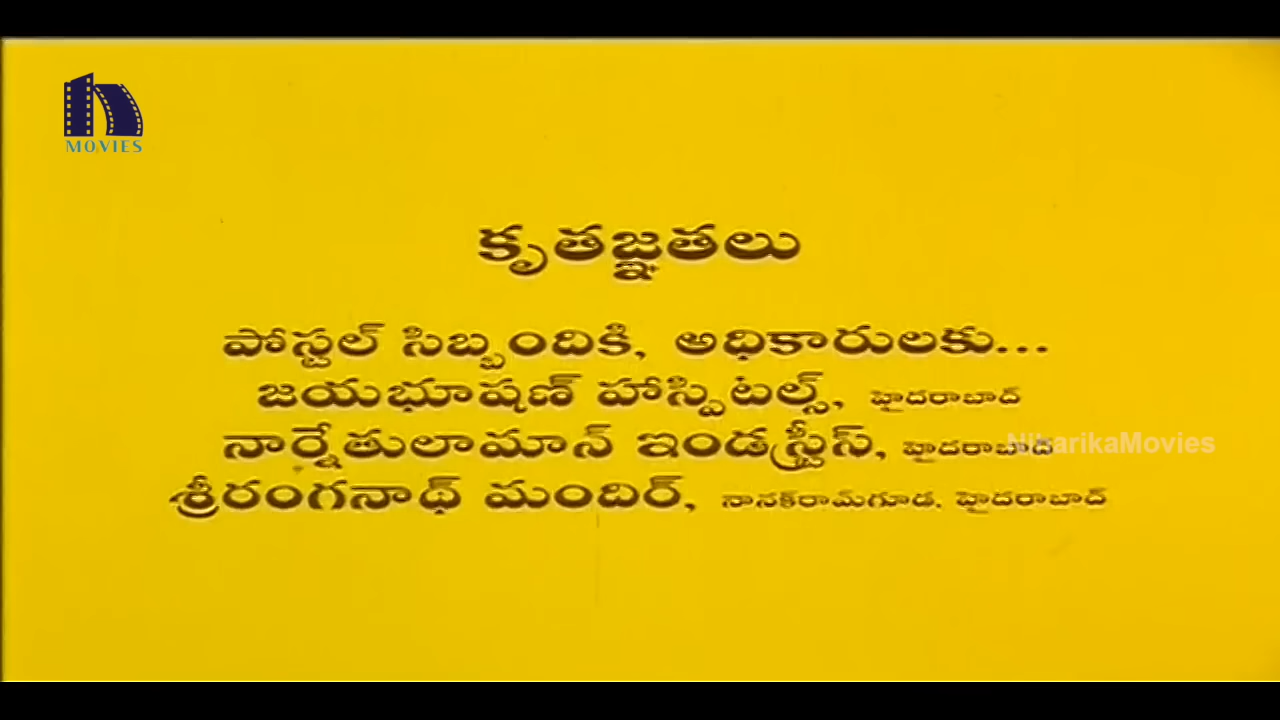 MOVIES
కృతజ్ఞతలు
పోస్టల్ సిబ్బందికి, అధికారులకు...
జయభూషణ్ హాస్పిటల్స్, హైదరాబాద్
నార్నేతులామాన్ ఇండస్ట్రీస్, హైదరాబాద్
NiharikaMovies
శ్రీరంగనాథ్ మందిర్, నానక్‌రామ్‌గూడ, హైదరాబాద్